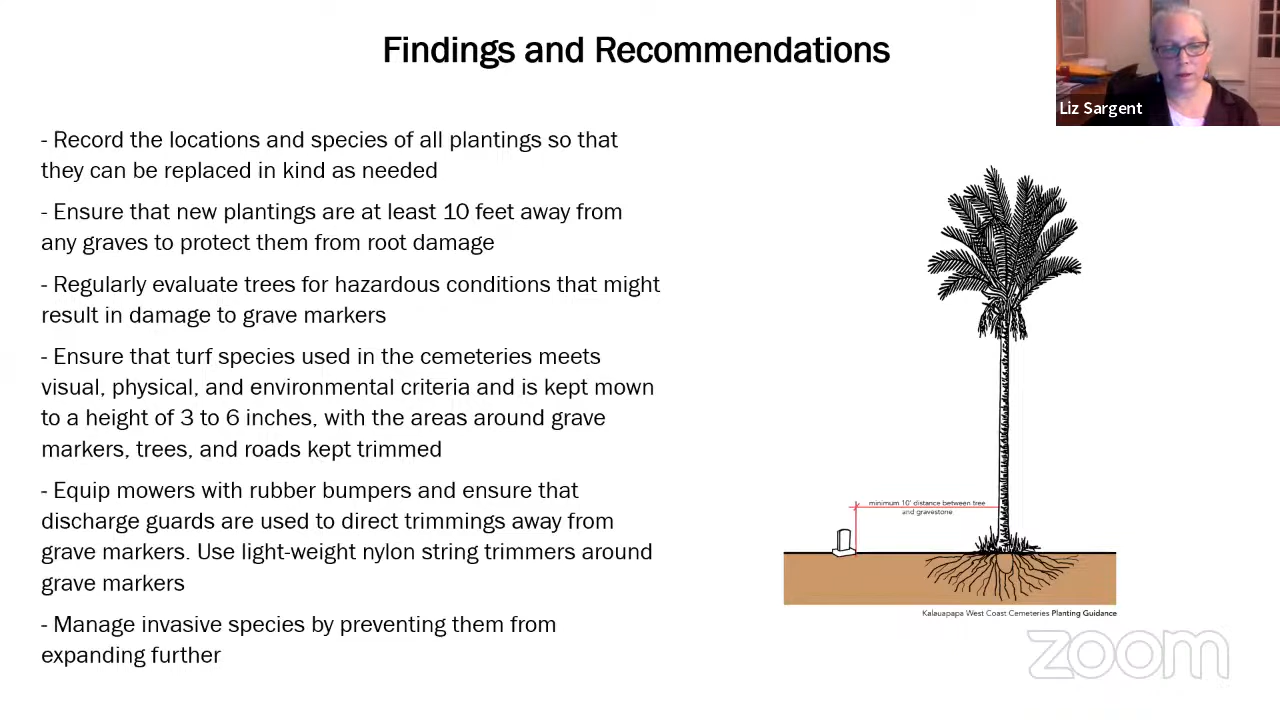 Findings and Recommendations
Liz Sargent
- Record the locations and species of all plantings so that
they can be replaced in kind as needed
- Ensure that new plantings are at least 10 feet away from
any graves to protect them from root damage
- Regularly evaluate trees for hazardous conditions that might
result in damage to grave markers
- Ensure that turf species used in the cemeteries meets
visual, physical, and environmental criteria and is kept mown
to a height of 3 to 6 inches, with the areas around grave
markers, trees, and roads kept trimmed
- Equip mowers with rubber bumpers and ensure that
discharge guards are used to direct trimmings away from
grave markers. Use light-weight nylon string trimmers around
grave markers
- Manage invasive species by preventing them from
expanding further
minimum 10' distance between tree
and gravestone
Kalauapapa West Coast Cemeteries Planting Guidance
zoom